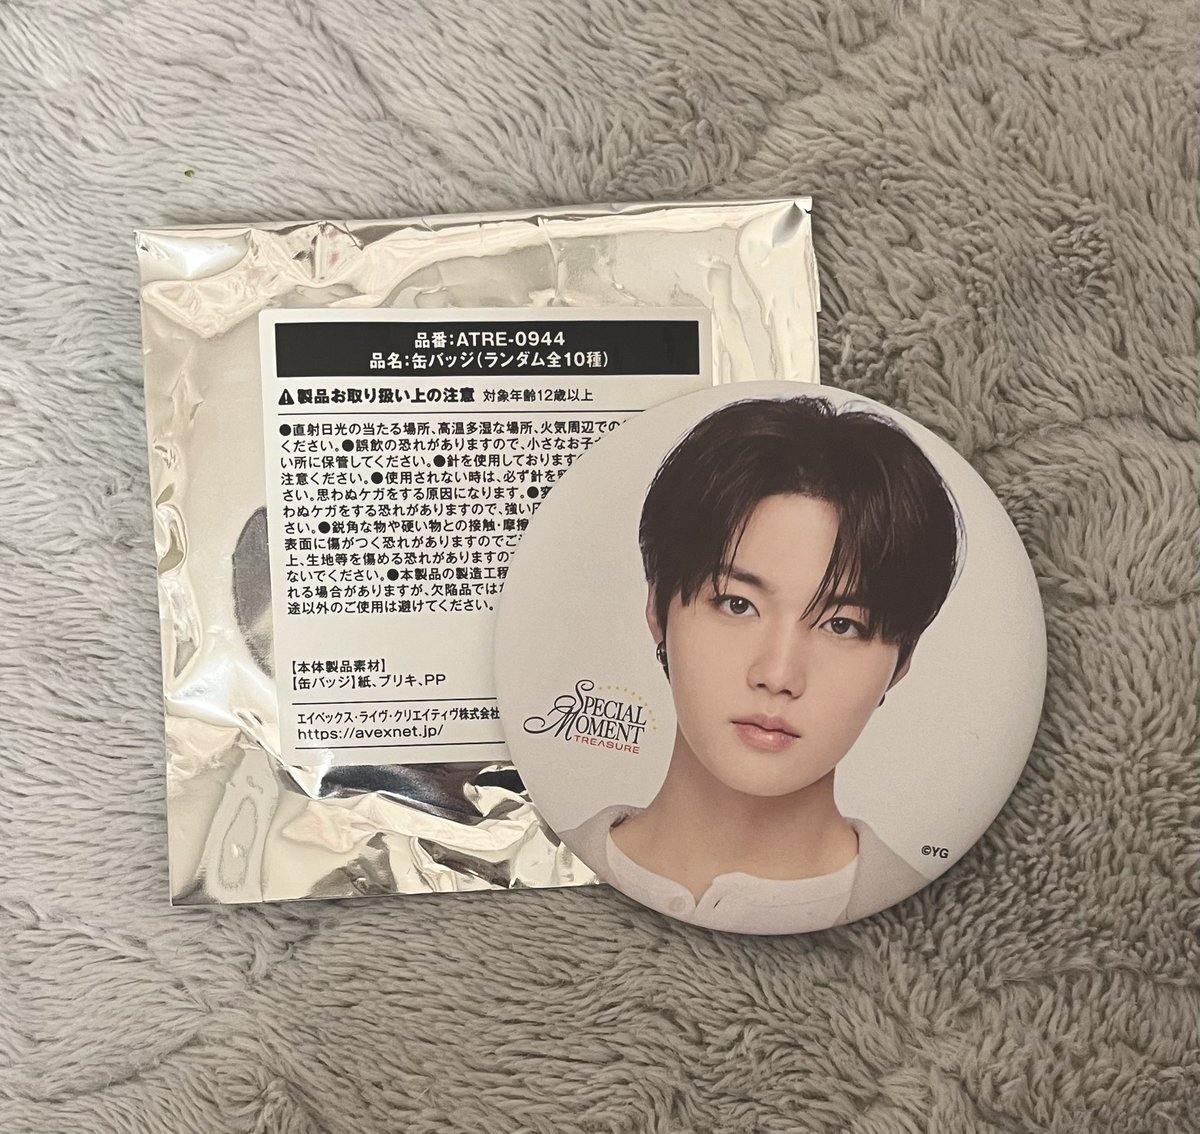 品番:ATRE-0944
品名:缶バッジ(ランダム全10種)
製品お取り扱い上の注意 対象年齢12歳以上
●直射日光の当たる場所、高温多湿な場所、火気周辺での
ください。●誤飲の恐れがありますので、小さなお子
い所に保管してください。●針を使用しております
注意ください。●使用されない時は、必ず針を
さい。思わぬケガをする原因になります。●
わぬケガをする恐れがありますので、強い
さい。●鋭角な物や硬い物との接触・摩擦
表面に傷がつく恐れがありますのでご
上、生地等を傷める恐れがありますので
ないでください。●本製品の製造工程
れる場合がありますが、欠陥品では
途以外のご使用は避けてください。
【本体製品素材】
【缶バッジ】紙、ブリキ、PP
エイベックス・ライヴ・クリエイティヴ株式会社
https://avexnet.jp/
SPECIAL
MOMENT
TREASURE
©YG